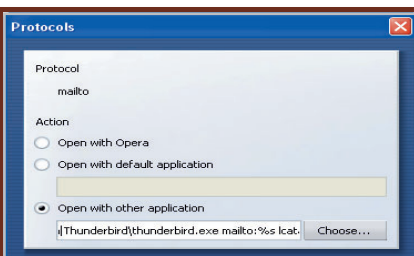 Protocols
Protocol
mailto
Action
Open with Opera
Open with default application
Open with other application
\Thunderbird\thunderbird.exe mailto:%s
Choose...